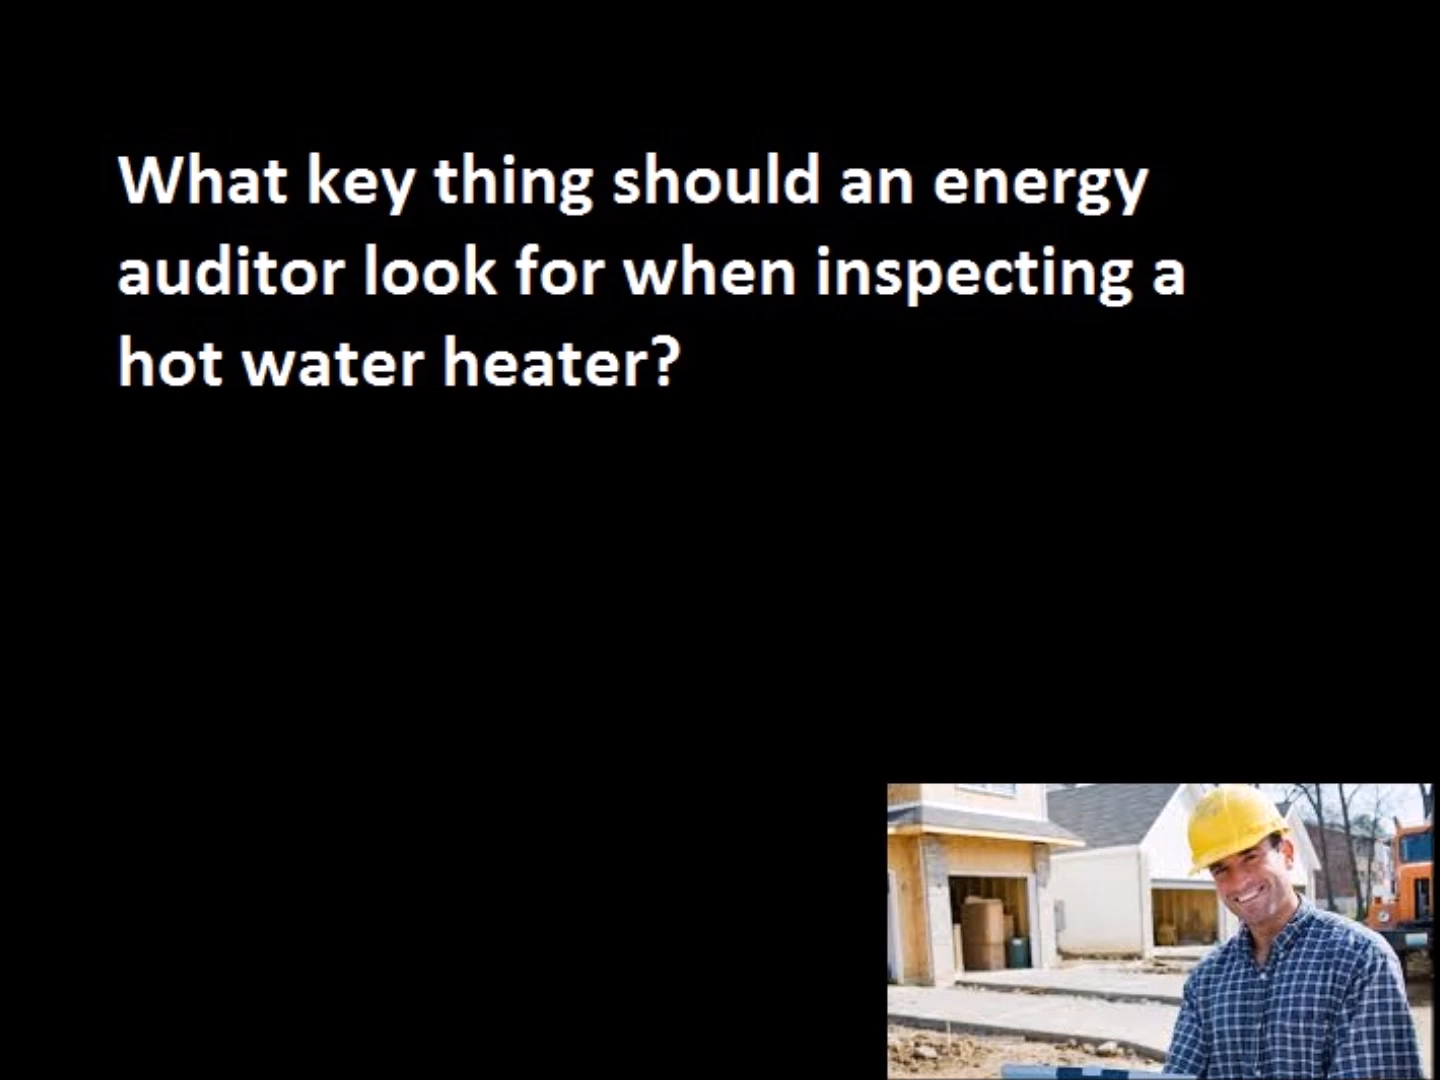 What key thing should an energy
auditor look for when inspecting a
hot water heater?